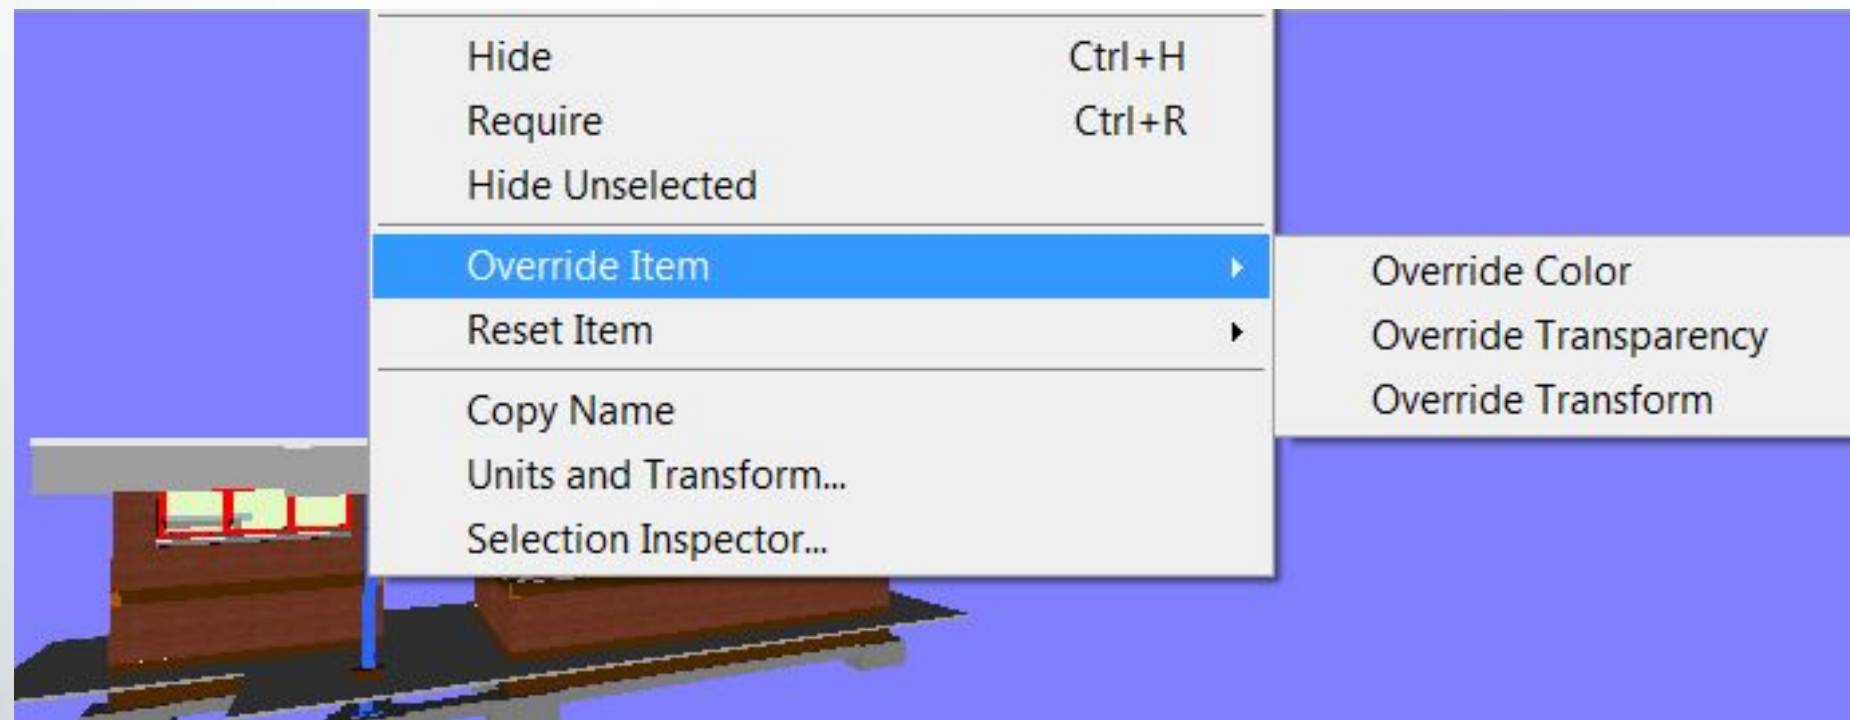 Hide Ctrl+H
Require Ctrl+R
Hide Unselected
Override Item
Reset Item
Copy Name
Units and Transform...
Selection Inspector...
Override Color
Override Transparency
Override Transform